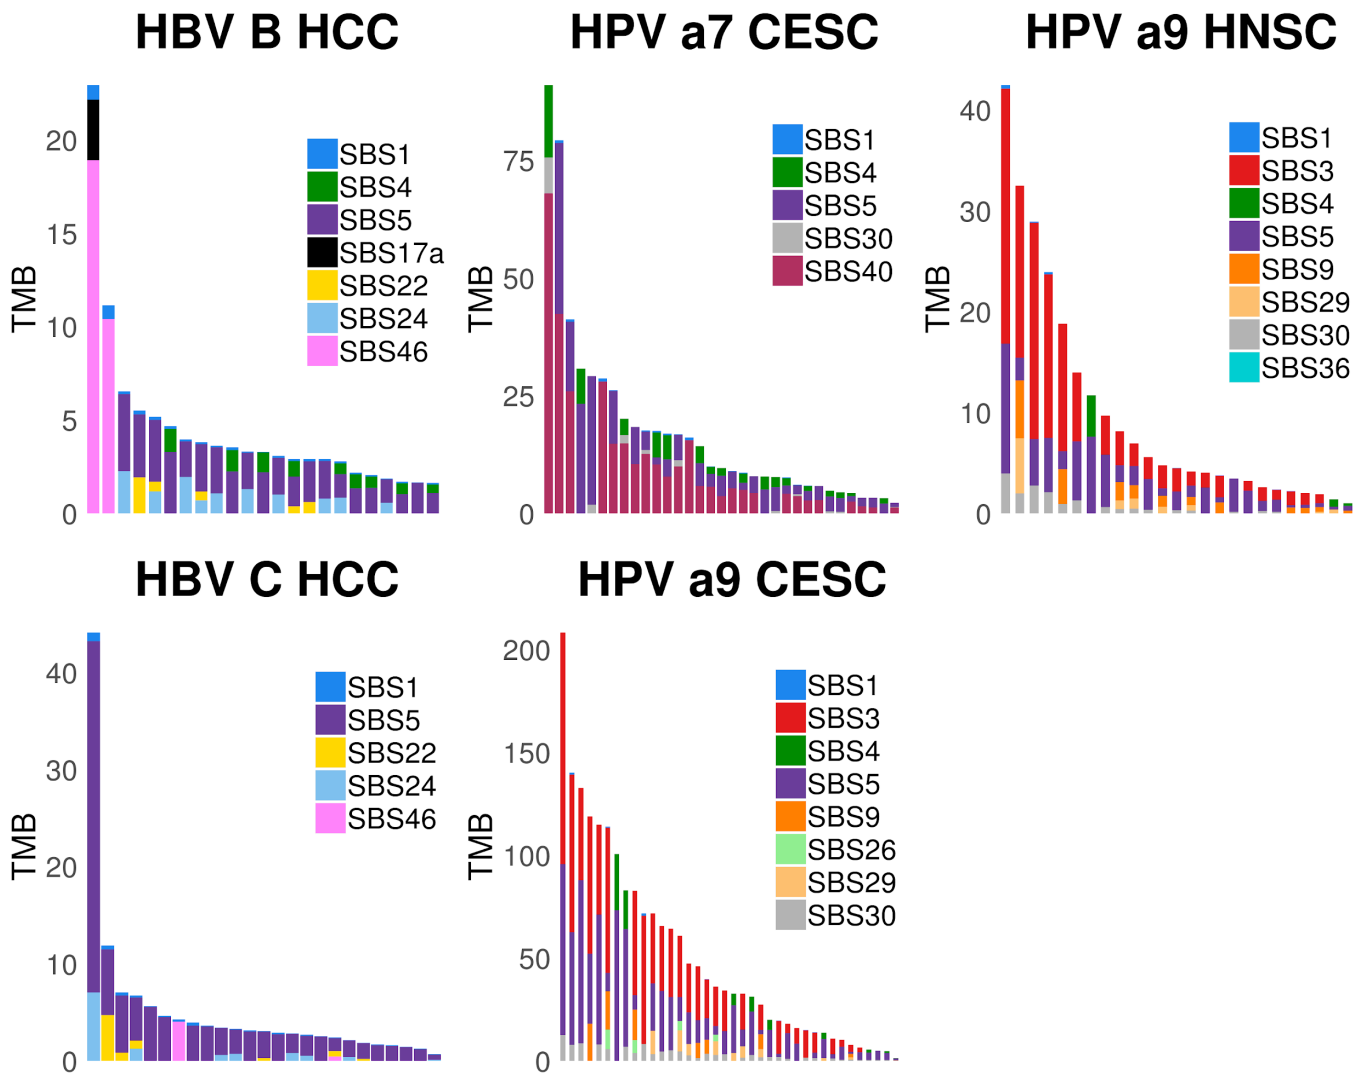 HBV B HCC
TMB
20
15
10
5
0
SBS1
SBS4
SBS5
SBS17a
SBS22
SBS24
SBS46
HPV a7 CESC
TMB
75
50
25
0
SBS1
SBS4
SBS5
SBS30
SBS40
HPV a9 HNSC
TMB
40
30
20
10
0
SBS1
SBS3
SBS4
SBS5
SBS9
SBS29
SBS30
SBS36
HBV C HCC
TMB
40
30
20
10
0
SBS1
SBS5
SBS22
SBS24
SBS46
HPV a9 CESC
TMB
200
150
100
50
0
SBS1
SBS3
SBS4
SBS5
SBS9
SBS26
SBS29
SBS30